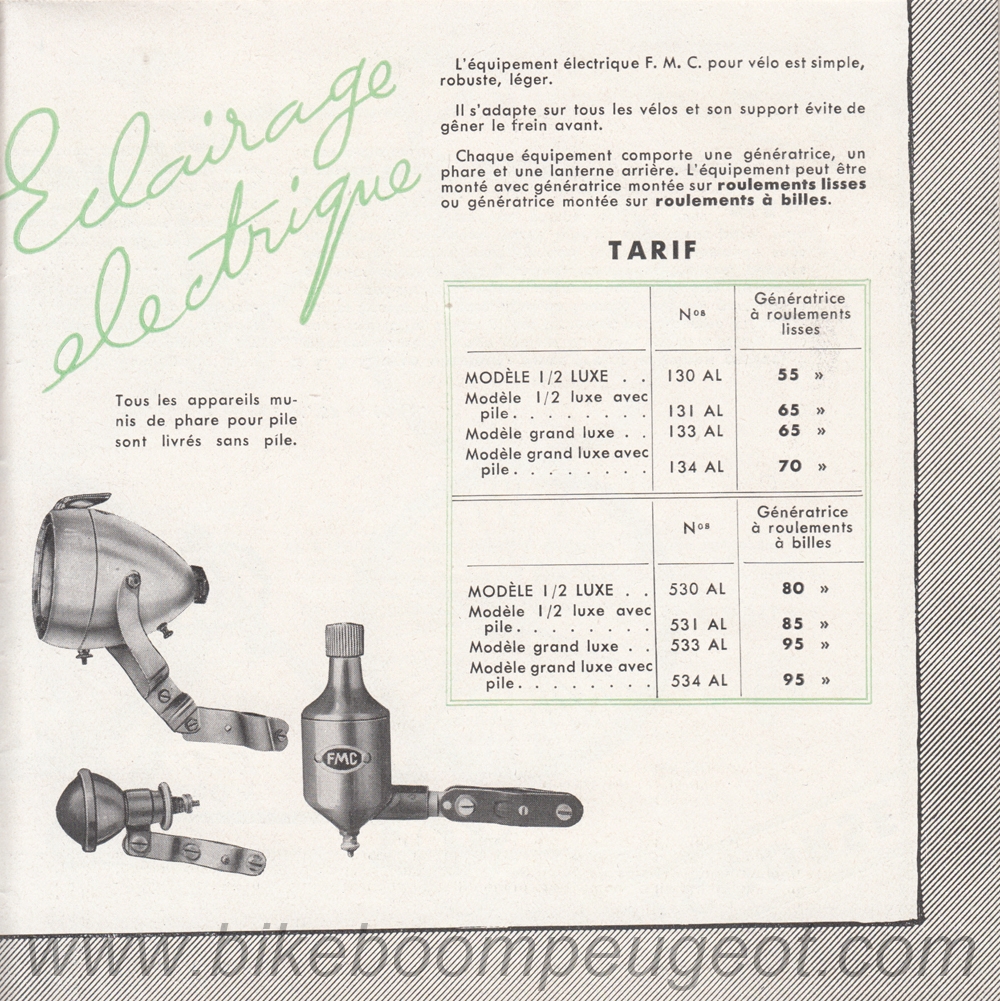 Eclairage
electrique
L'équipement électrique F. M. C. pour vélo est simple,
robuste, léger.
Il s'adapte sur tous les vélos et son support évite de
gêner le frein avant.
Chaque équipement comporte une génératrice, un
phare et une lanterne arrière. L'équipement peut être
monté avec génératrice montée sur roulements lisses
ou génératrice montée sur roulements à billes.
TARIF
Nos
Génératrice
à roulements
lisses
MODÈLE 1/2 LUXE . . 130 AL 55 »
Modèle 1/2 luxe avec
pile. . . . . . . . 131 AL 65 »
Modèle grand luxe . . 133 AL 65 »
Modèle grand luxe avec
pile. . . . . . . . 134 AL 70 »
Nos
Génératrice
à roulements
à billes
MODÈLE 1/2 LUXE . . 530 AL 80 »
Modèle 1/2 luxe avec
pile. . . . . . . . 531 AL 85 »
Modèle grand luxe . . 533 AL 95 »
Modèle grand luxe avec
pile. . . . . . . . 534 AL 95 »
Tous les appareils mu-
nis de phare pour pile
sont livrés sans pile.
FMC
www.bikeboompeugeot.com